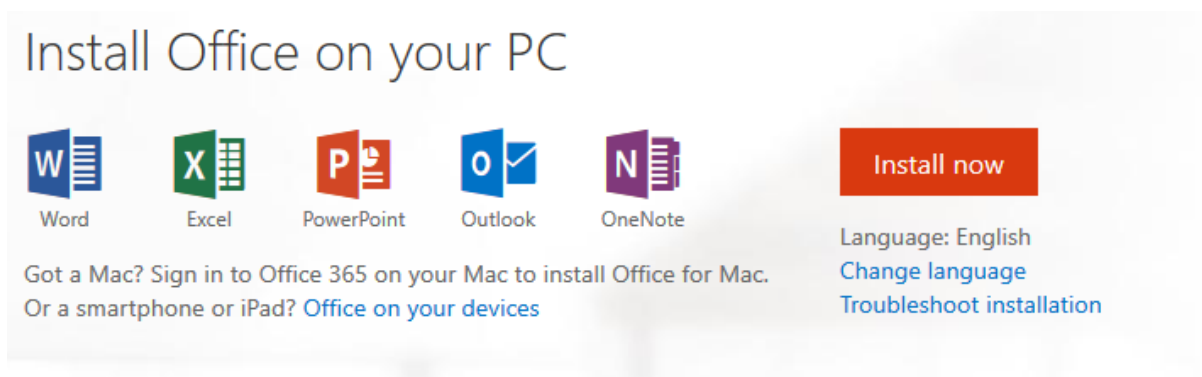 Install Office on your PC
W X P O N
Word Excel PowerPoint Outlook OneNote
Got a Mac? Sign in to Office 365 on your Mac to install Office for Mac.
Or a smartphone or iPad? Office on your devices
Install now
Language: English
Change language
Troubleshoot installation